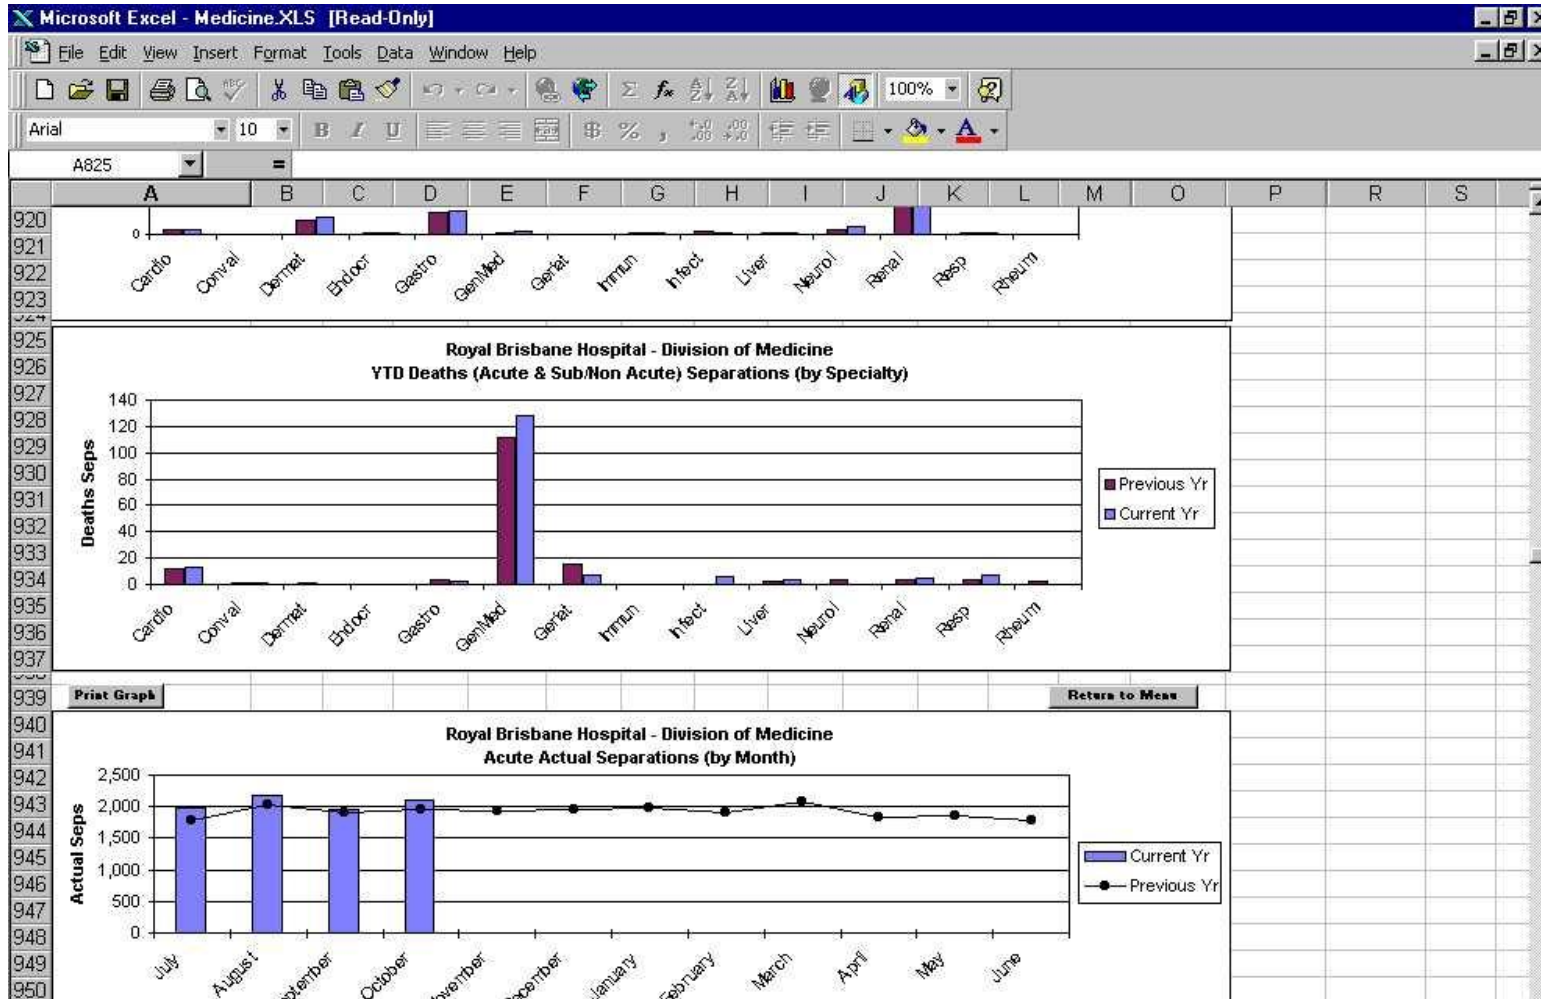 Microsoft Excel - Medicine.XLS [Read-Only]
File Edit View Insert Format Tools Data Window Help
100%
Arial 10 B I U $ % ,
A825 =
A B C D E F G H I J K L M O P R S
920
921
922
923
924
0
Cardio Conval Dermat Endocr Gastro GenMed Geriat Immun Infect Liver Neurol Renal Resp Rheum
925
926
927
928
929
930
931
932
933
934
935
936
937
Royal Brisbane Hospital - Division of Medicine
YTD Deaths (Acute & Sub/Non Acute) Separations (by Specialty)
Deaths Seps
140
120
100
80
60
40
20
0
Previous Yr
Current Yr
Cardio Conval Dermat Endocr Gastro GenMed Geriat Immun Infect Liver Neurol Renal Resp Rheum
939
Print Graph Return to Menu
940
941
942
943
944
945
946
947
948
949
950
Royal Brisbane Hospital - Division of Medicine
Acute Actual Separations (by Month)
Actual Seps
2,500
2,000
1,500
1,000
500
0
Current Yr
Previous Yr
July August eptember October lovember ecember January ebruary March April May June